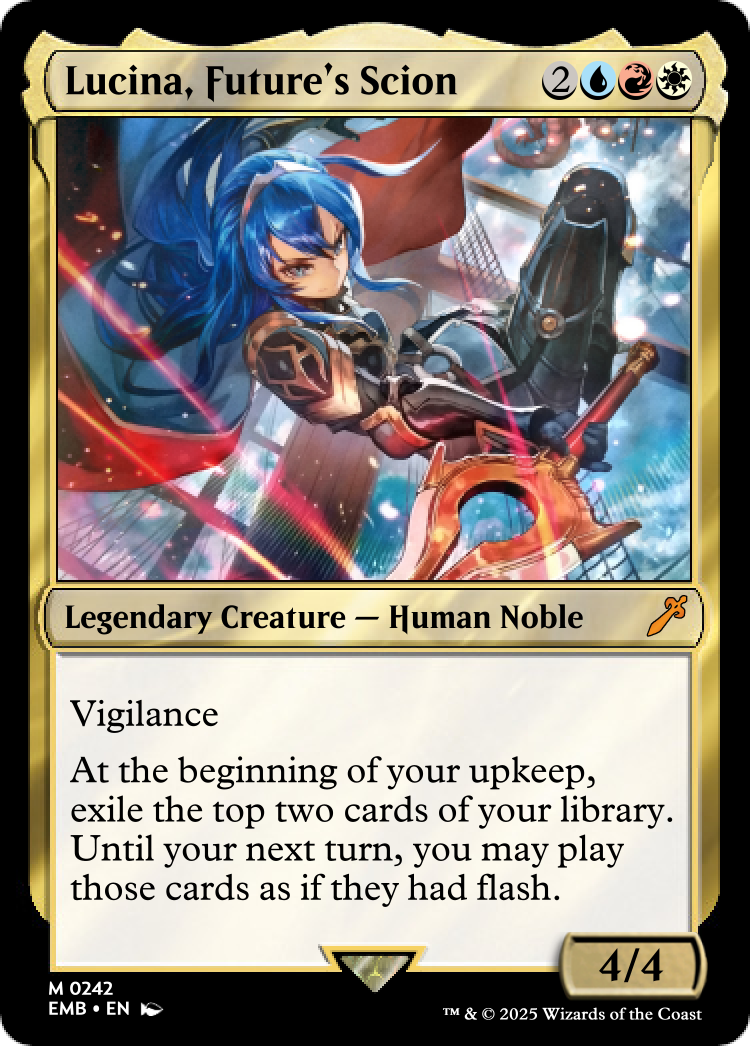 Lucina, Future's Scion 2
Legendary Creature — Human Noble
Vigilance
At the beginning of your upkeep,
exile the top two cards of your library.
Until your next turn, you may play
those cards as if they had flash.
4/4
M 0242
EMB • EN
™ & © 2025 Wizards of the Coast